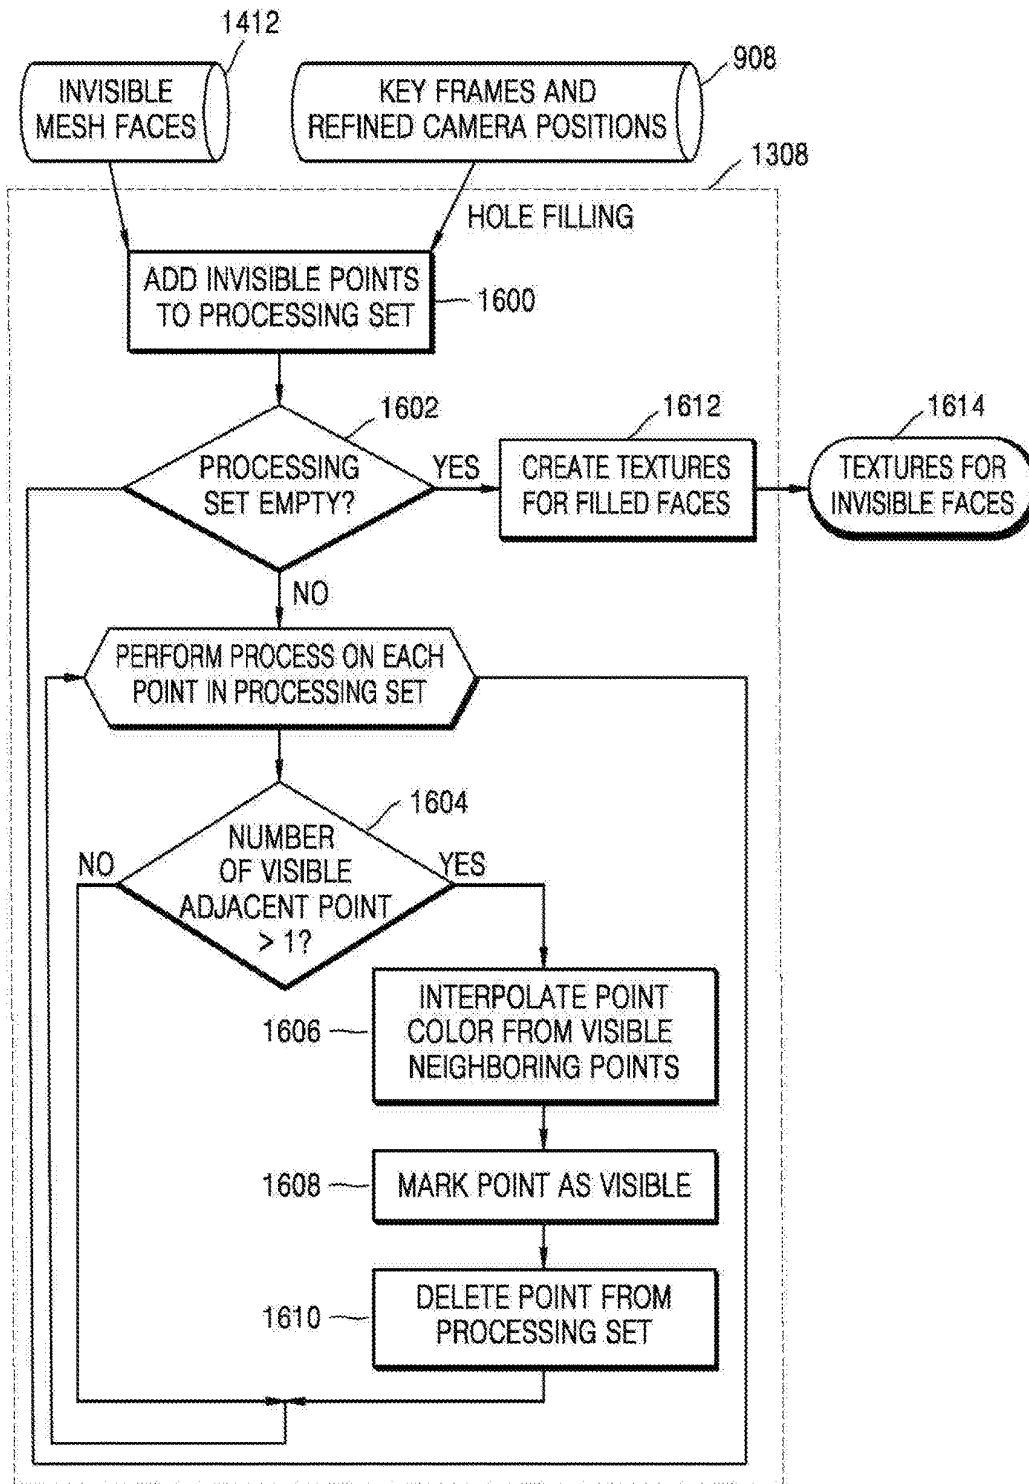 1412
908
INVISIBLE
MESH FACES
KEY FRAMES AND
REFINED CAMERA POSITIONS
1308
HOLE FILLING
ADD INVISIBLE POINTS
TO PROCESSING SET
1600
1602
1612
1614
PROCESSING
SET EMPTY?
YES
CREATE TEXTURES
FOR FILLED FACES
TEXTURES FOR
INVISIBLE FACES
NO
PERFORM PROCESS ON EACH
POINT IN PROCESSING SET
1604
NUMBER
OF VISIBLE
ADJACENT POINT
> 1?
NO
YES
1606
INTERPOLATE POINT
COLOR FROM VISIBLE
NEIGHBORING POINTS
1608
MARK POINT AS VISIBLE
1610
DELETE POINT FROM
PROCESSING SET